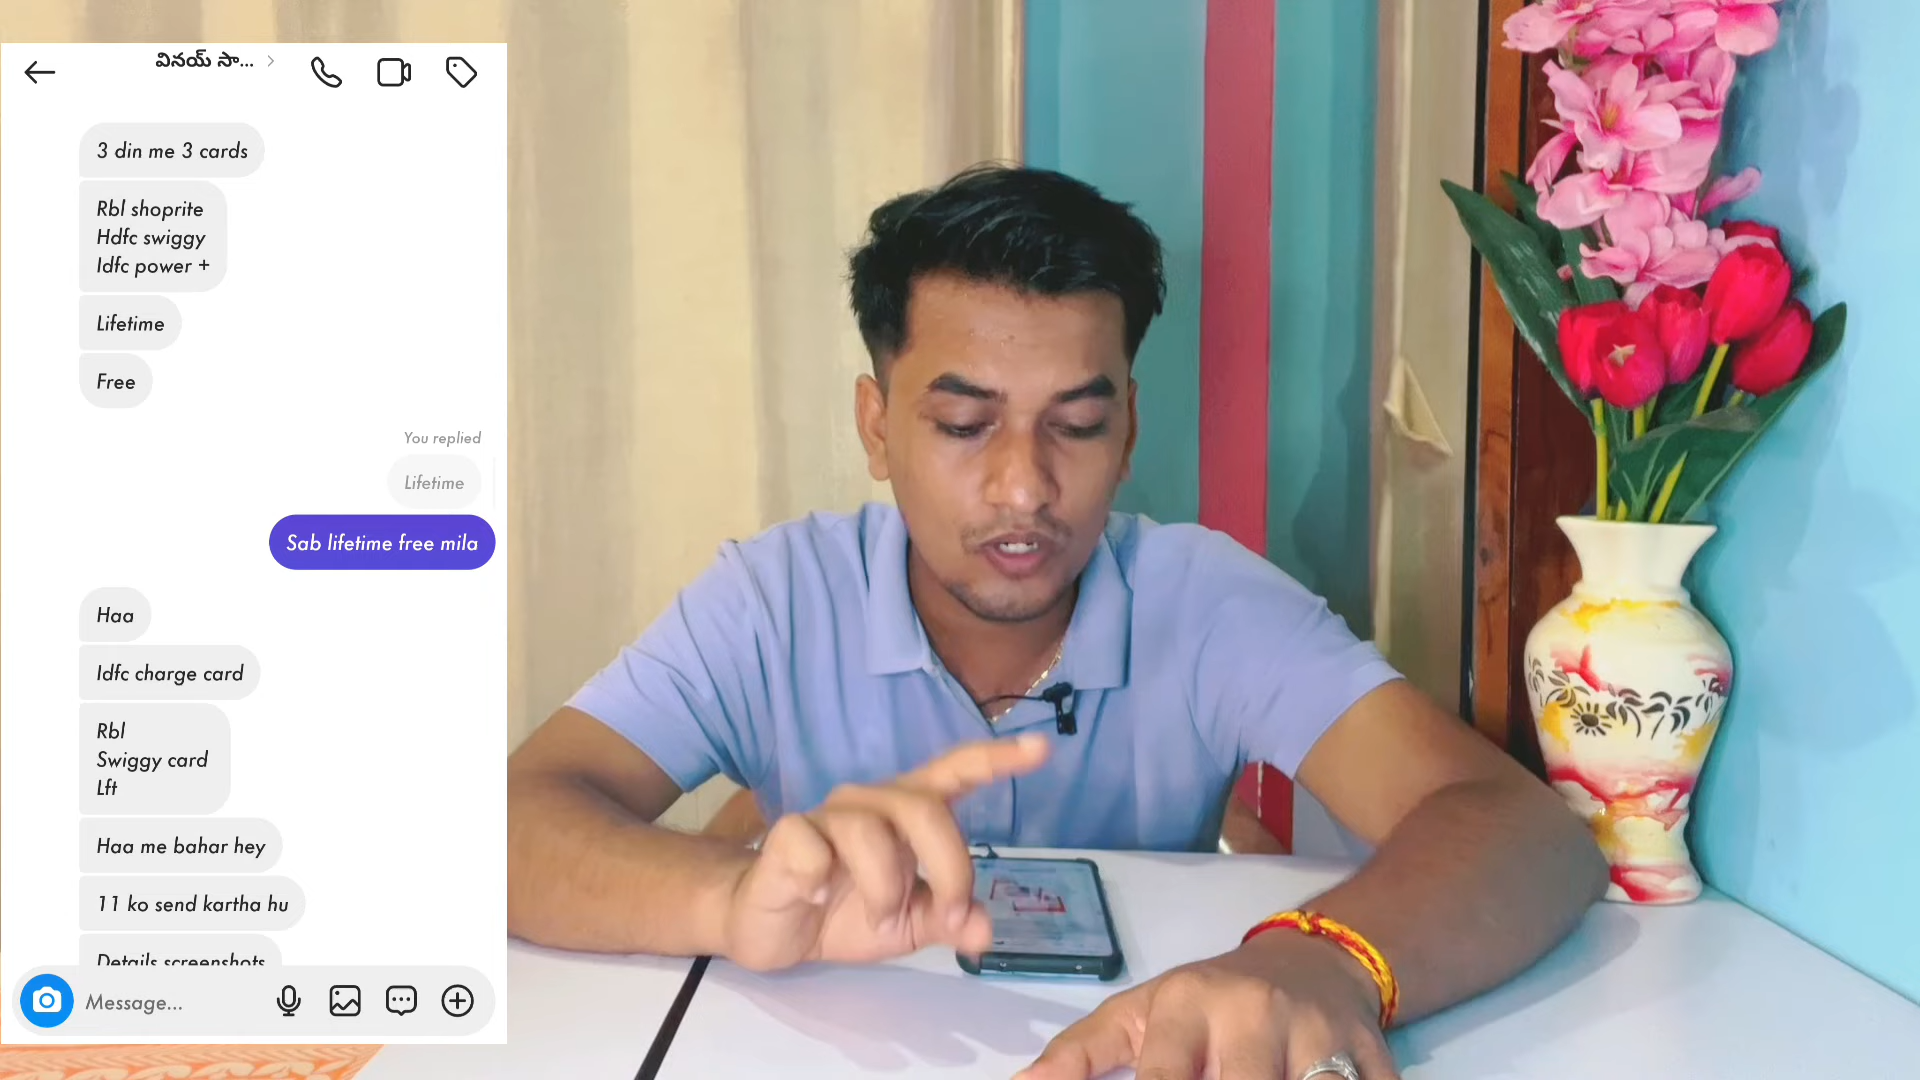 వినయ్ సా...
3 din me 3 cards
Rbl shoprite
Hdfc swiggy
Idfc power +
Lifetime
Free
You replied
Lifetime
Sab lifetime free mila
Haa
Idfc charge card
Rbl
Swiggy card
Lft
Haa me bahar hey
11 ko send kartha hu
Details screenshots
Message...